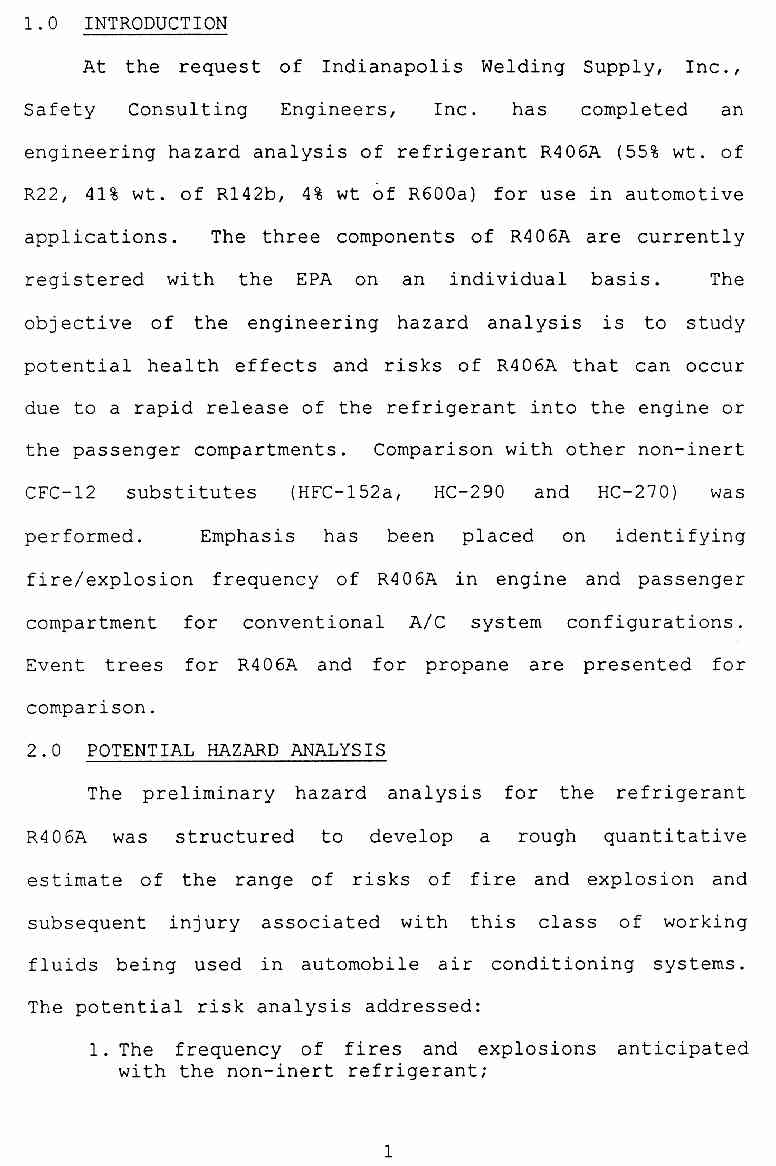 1.0 INTRODUCTION
At the request of Indianapolis Welding Supply, Inc.,
Safety Consulting Engineers, Inc. has completed an
engineering hazard analysis of refrigerant R406A (55% wt. of
R22, 41% wt. of R142b, 4% wt of R600a) for use in automotive
applications. The three components of R406A are currently
registered with the EPA on an individual basis. The
objective of the engineering hazard analysis is to study
potential health effects and risks of R406A that can occur
due to a rapid release of the refrigerant into the engine or
the passenger compartments. Comparison with other non-inert
CFC-12 substitutes (HFC-152a, HC-290 and HC-270) was
performed. Emphasis has been placed on identifying
fire/explosion frequency of R406A in engine and passenger
compartment for conventional A/C system configurations.
Event trees for R406A and for propane are presented for
comparison.
2.0 POTENTIAL HAZARD ANALYSIS
The preliminary hazard analysis for the refrigerant
R406A was structured to develop a rough quantitative
estimate of the range of risks of fire and explosion and
subsequent injury associated with this class of working
fluids being used in automobile air conditioning systems.
The potential risk analysis addressed:
1. The frequency of fires and explosions anticipated
with the non-inert refrigerant;
1